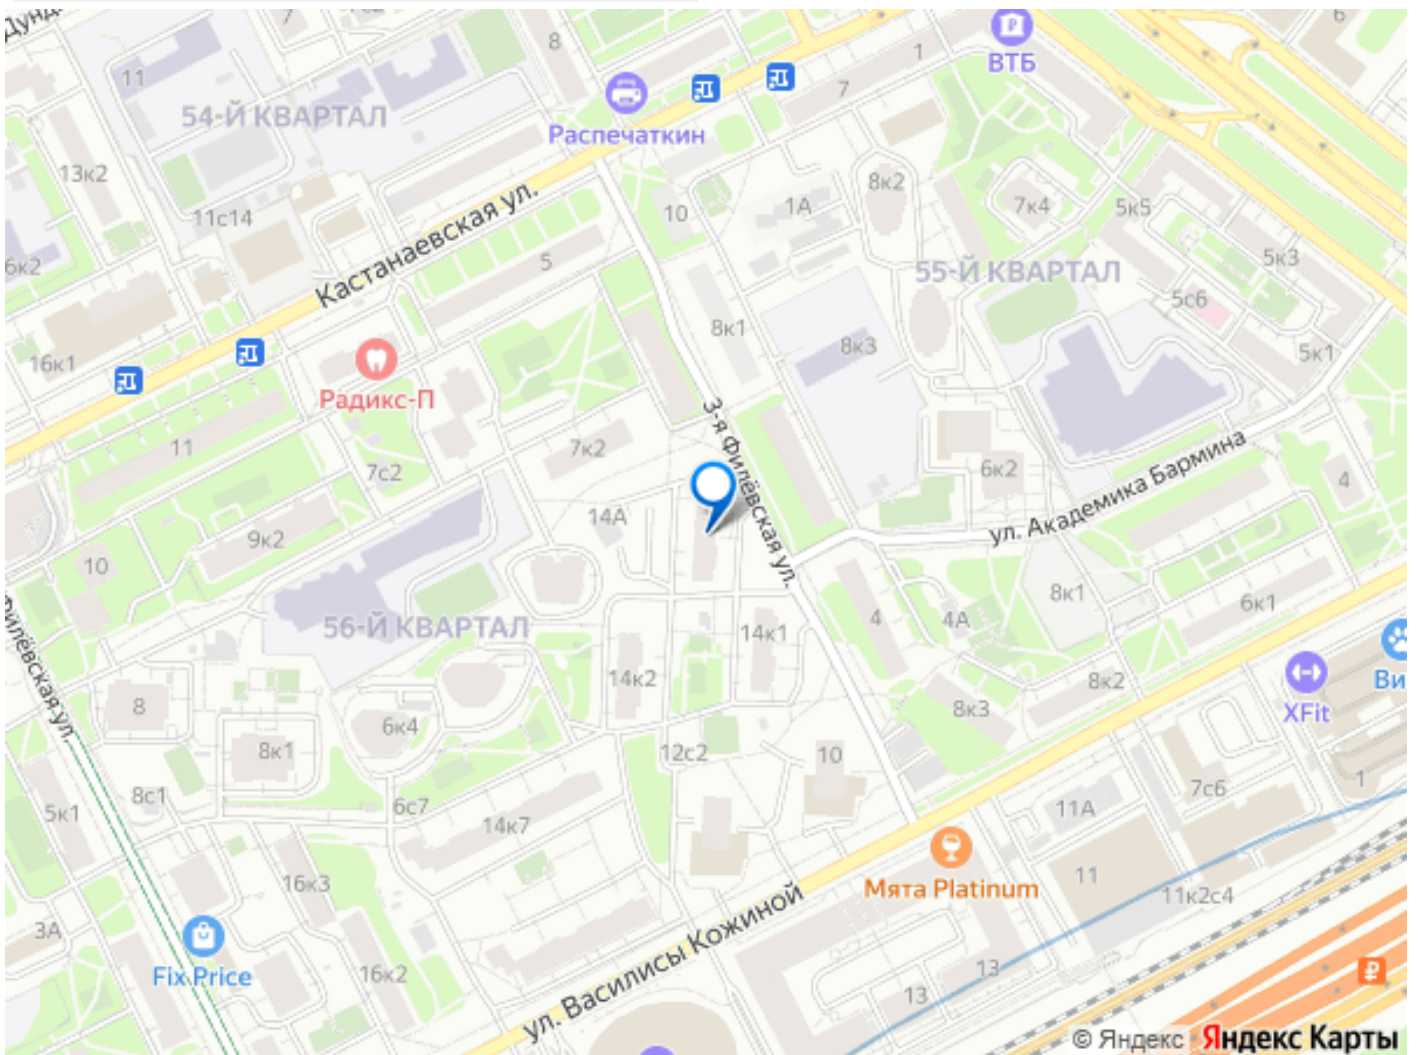 7
7с2
8
6
1
ВТБ
11
54-Й КВАРТАЛ
Распечаткин
7
13к2
11с14
10
1А
8к2
7к4
5к5
6к2
Кастанаевская ул.
5
55-Й КВАРТАЛ
5к3
5с6
8к1
8к3
5к1
16к1
Радикс-П
3-я Филёвская ул.
11
7с2
7к2
6к2
4
ул. Академика Бармина
14А
9к2
10
8к1
6к1
56-Й КВАРТАЛ
14к1
4
4А
Филёвская ул.
8
14к2
8к2
XFit
Ви
6к4
8к3
8к1
12с2
10
7с6
1
8с1
5к1
6с7
14к7
11А
Мята Platinum
11
11к2с4
16к3
3А
Fix Price
16к2
ул. Василисы Кожиной
13
13
© Яндекс Яндекс Карты